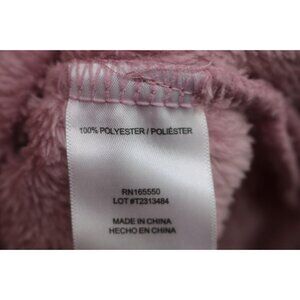 100% POLYESTER / POLIÉSTER
RN165550
LOT #T2313484
MADE IN CHINA
HECHO EN CHINA